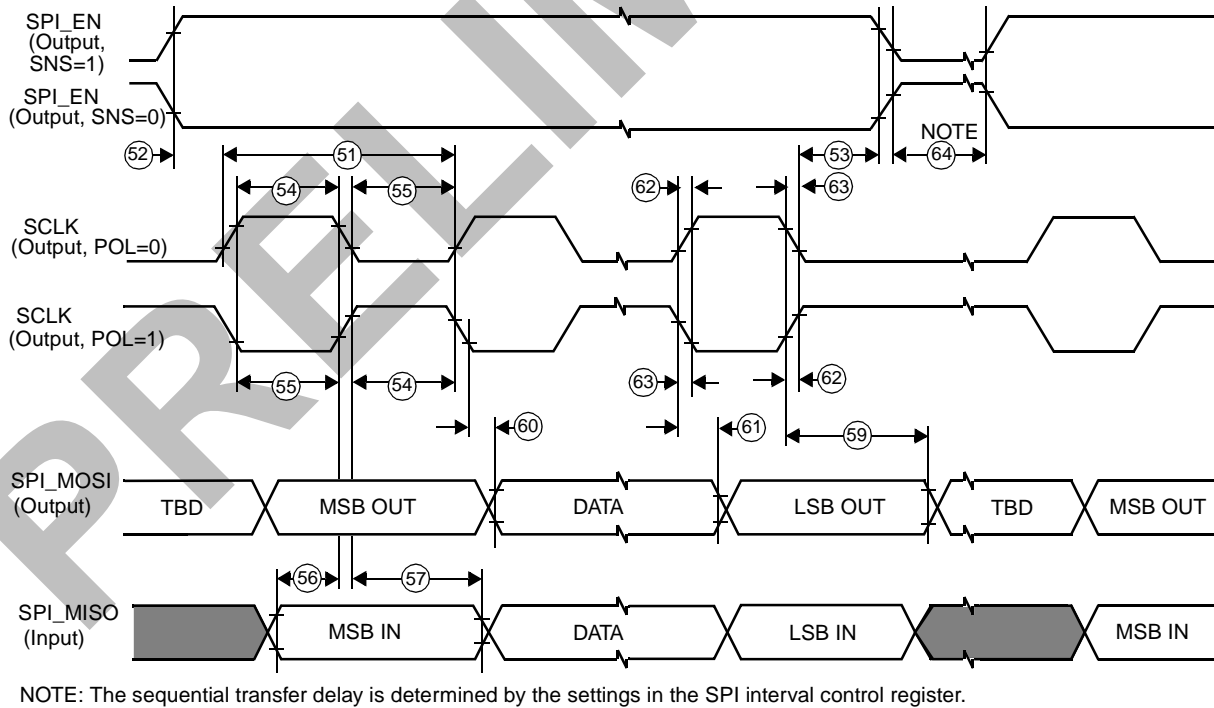 SPI_EN
(Output,
SNS=1)
SPI_EN
(Output, SNS=0)
NOTE
52
51
53
64
54
55
62
63
SCLK
(Output, POL=0)
SCLK
(Output, POL=1)
55
54
63
62
60
61
59
SPI_MOSI
(Output)
TBD
MSB OUT
DATA
LSB OUT
TBD
MSB OUT
56
57
SPI_MISO
(Input)
MSB IN
DATA
LSB IN
MSB IN
NOTE: The sequential transfer delay is determined by the settings in the SPI interval control register.
PRELIM